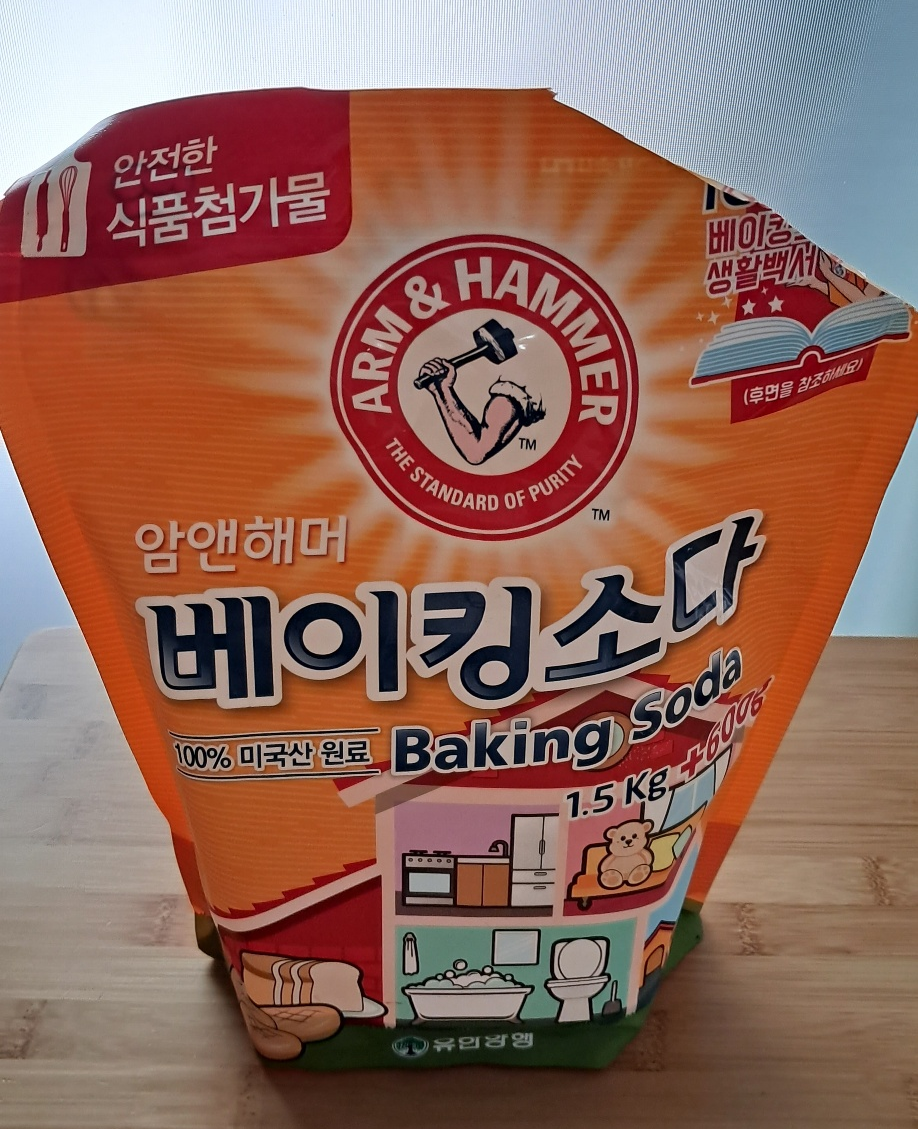 안전한
식품첨가물
베이킹
생활백서
(후면을 참조하세요)
ARM & HAMMER
THE STANDARD OF PURITY
TM
TM
암앤해머
베이킹소다
100% 미국산 원료
Baking Soda
1.5 Kg +600g
유한양행